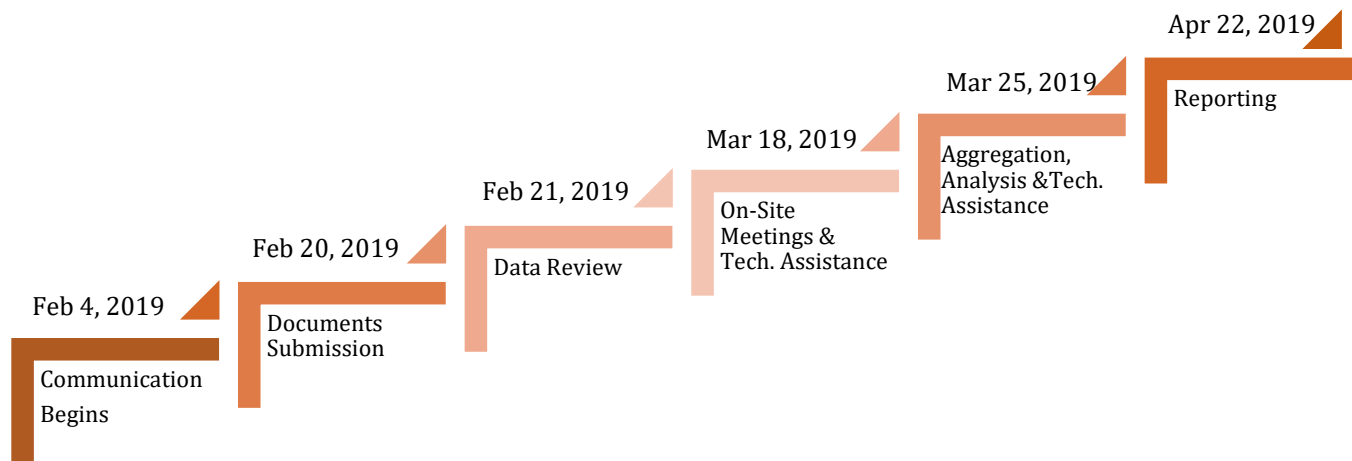 Feb 4, 2019
Communication
Begins
Feb 20, 2019
Documents
Submission
Feb 21, 2019
Data Review
Mar 18, 2019
On-Site
Meetings &
Tech. Assistance
Mar 25, 2019
Aggregation,
Analysis &Tech.
Assistance
Apr 22, 2019
Reporting